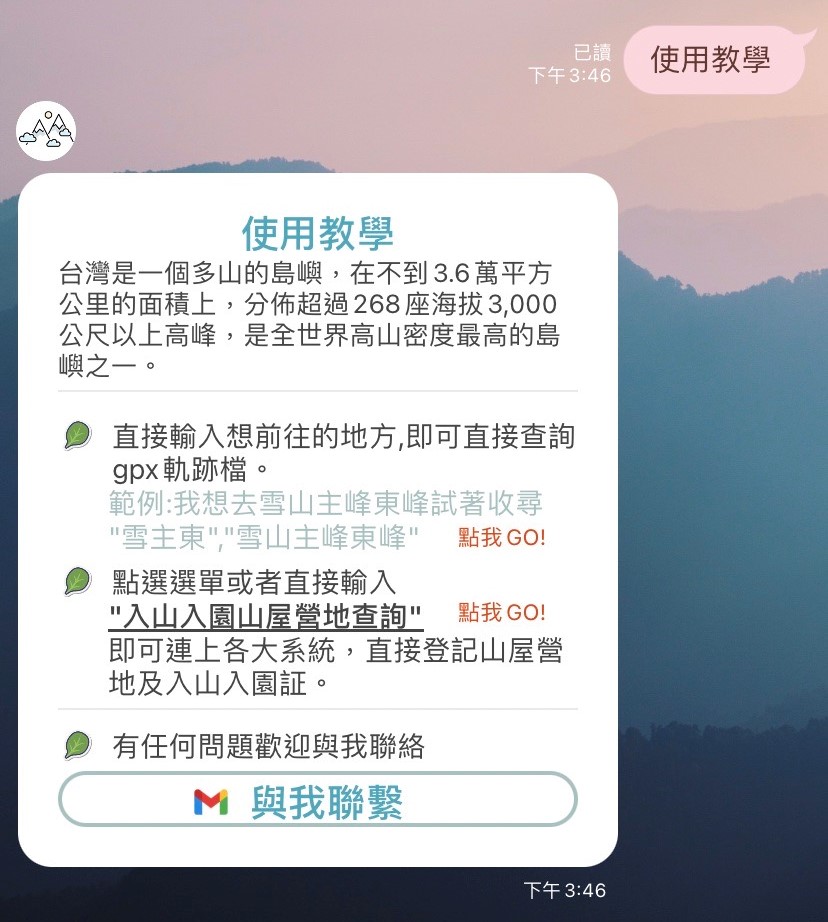 已讀
下午 3:46
使用教學
使用教學
台灣是一個多山的島嶼，在不到 3.6 萬平方
公里的面積上，分佈超過 268 座海拔 3,000
公尺以上高峰，是全世界高山密度最高的島
嶼之一。
直接輸入想前往的地方,即可直接查詢
gpx 軌跡檔。
範例:我想去雪山主峰東峰試著收尋
"雪主東","雪山主峰東峰" 點我 GO!
點選選單或者直接輸入
"入山入園山屋營地查詢" 點我 GO!
即可連上各大系統，直接登記山屋營
地及入山入園証。
有任何問題歡迎與我聯絡
與我聯繫
下午 3:46